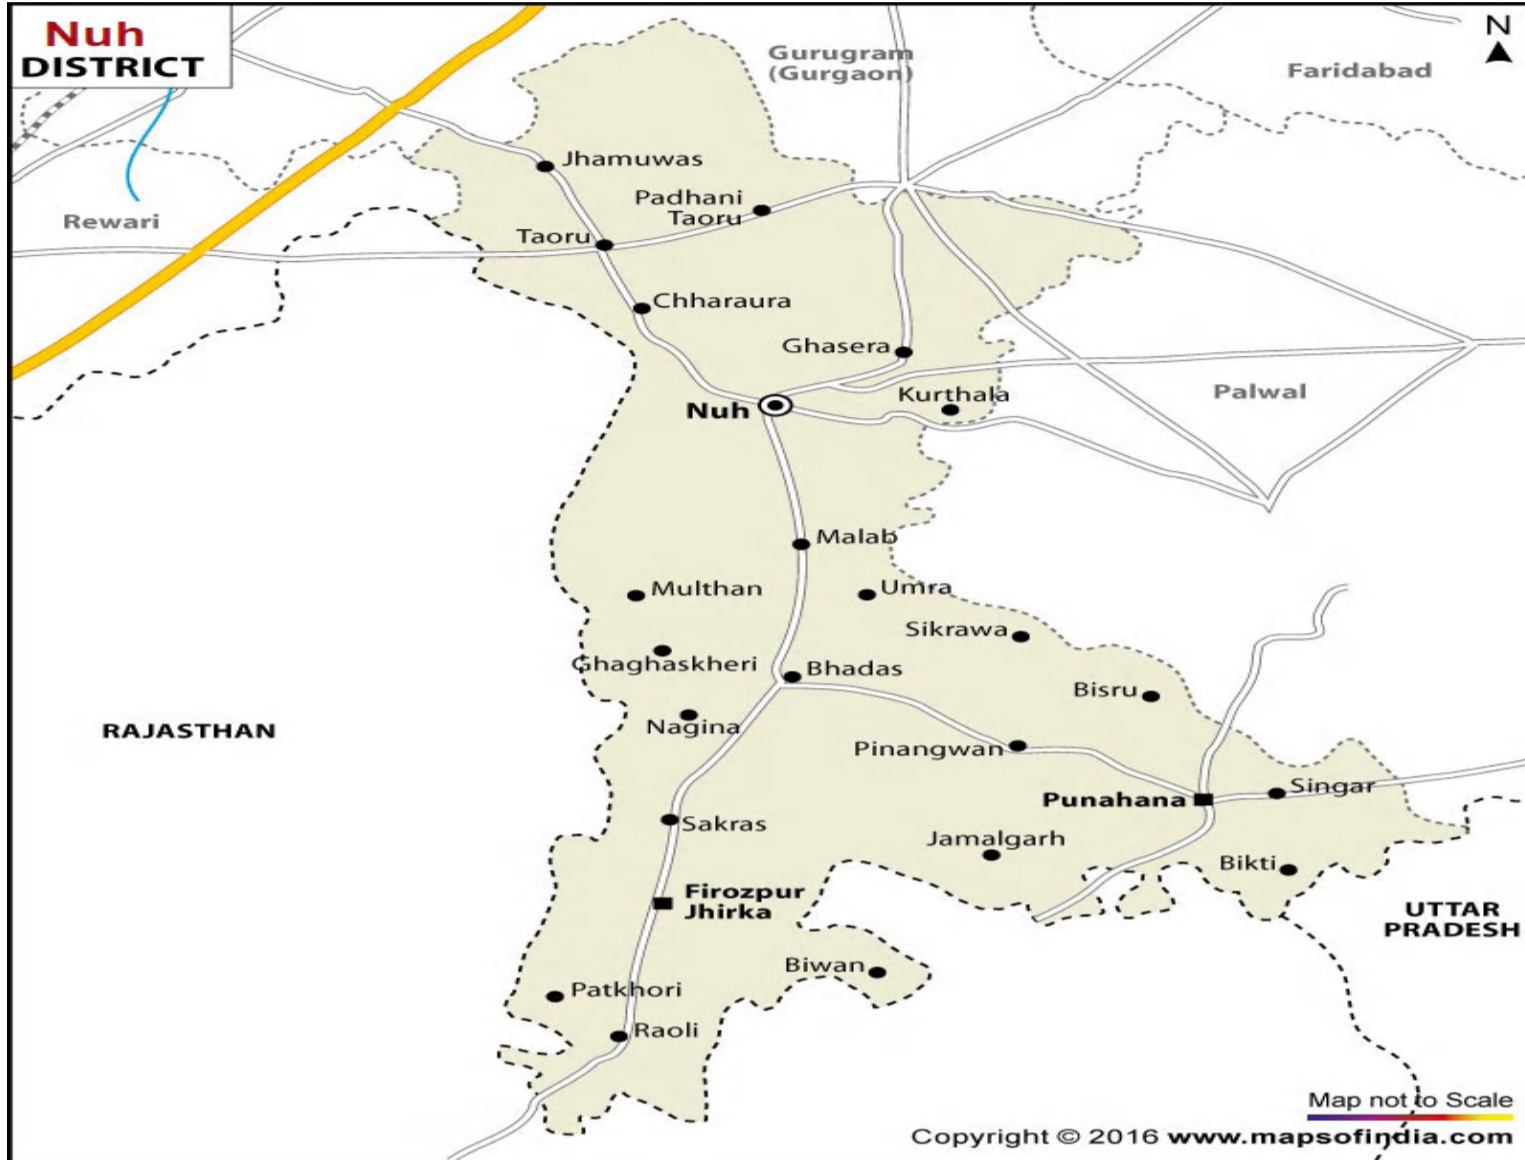 Nuh
DISTRICT
N
Gurugram
(Gurgaon)
Faridabad
Jhamuwas
Padhani
Taoru
Rewari
Taoru
Chharaura
Ghasera
Kurthala
Palwal
Nuh
Malab
Multhan
Umra
Sikrawa
Ghaghaskheri
Bhadas
Bisru
Nagina
RAJASTHAN
Pinangwan
Singar
Punahana
Sakras
Jamalgarh
Bikti
Firozpur
Jhirka
UTTAR
PRADESH
Biwan
Patkhori
Raoli
Map not to Scale
Copyright © 2016 www.mapsofindia.com